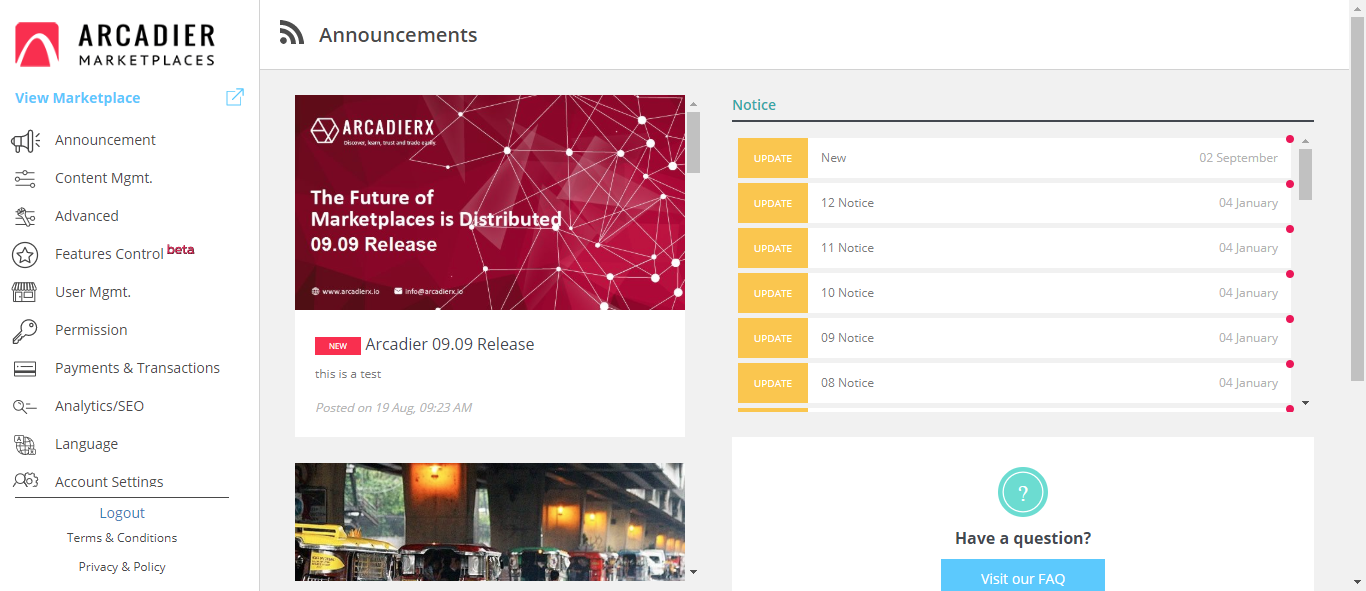 ARCADIER
MARKETPLACES
View Marketplace
Announcement
Content Mgmt.
Advanced
Features Control beta
User Mgmt.
Permission
Payments & Transactions
Analytics/SEO
Language
Account Settings
Logout
Terms & Conditions
Privacy & Policy
Announcements
ARCADIERX
Discover, learn, trust and trade easily.
The Future of
Marketplaces is Distributed
09.09 Release
www.arcadierx.io info@arcadierx.io
NEW Arcadier 09.09 Release
this is a test
Posted on 19 Aug, 09:23 AM
Notice
UPDATE New 02 September
UPDATE 12 Notice 04 January
UPDATE 11 Notice 04 January
UPDATE 10 Notice 04 January
UPDATE 09 Notice 04 January
UPDATE 08 Notice 04 January
?
Have a question?
Visit our FAQ